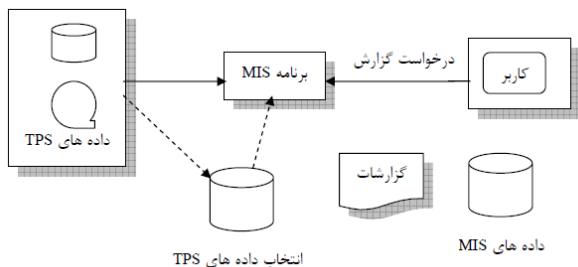 کاربر
درخواست گزارش
برنامه MIS
داده های TPS
گزارشات
داده های MIS
انتخاب داده های TPS